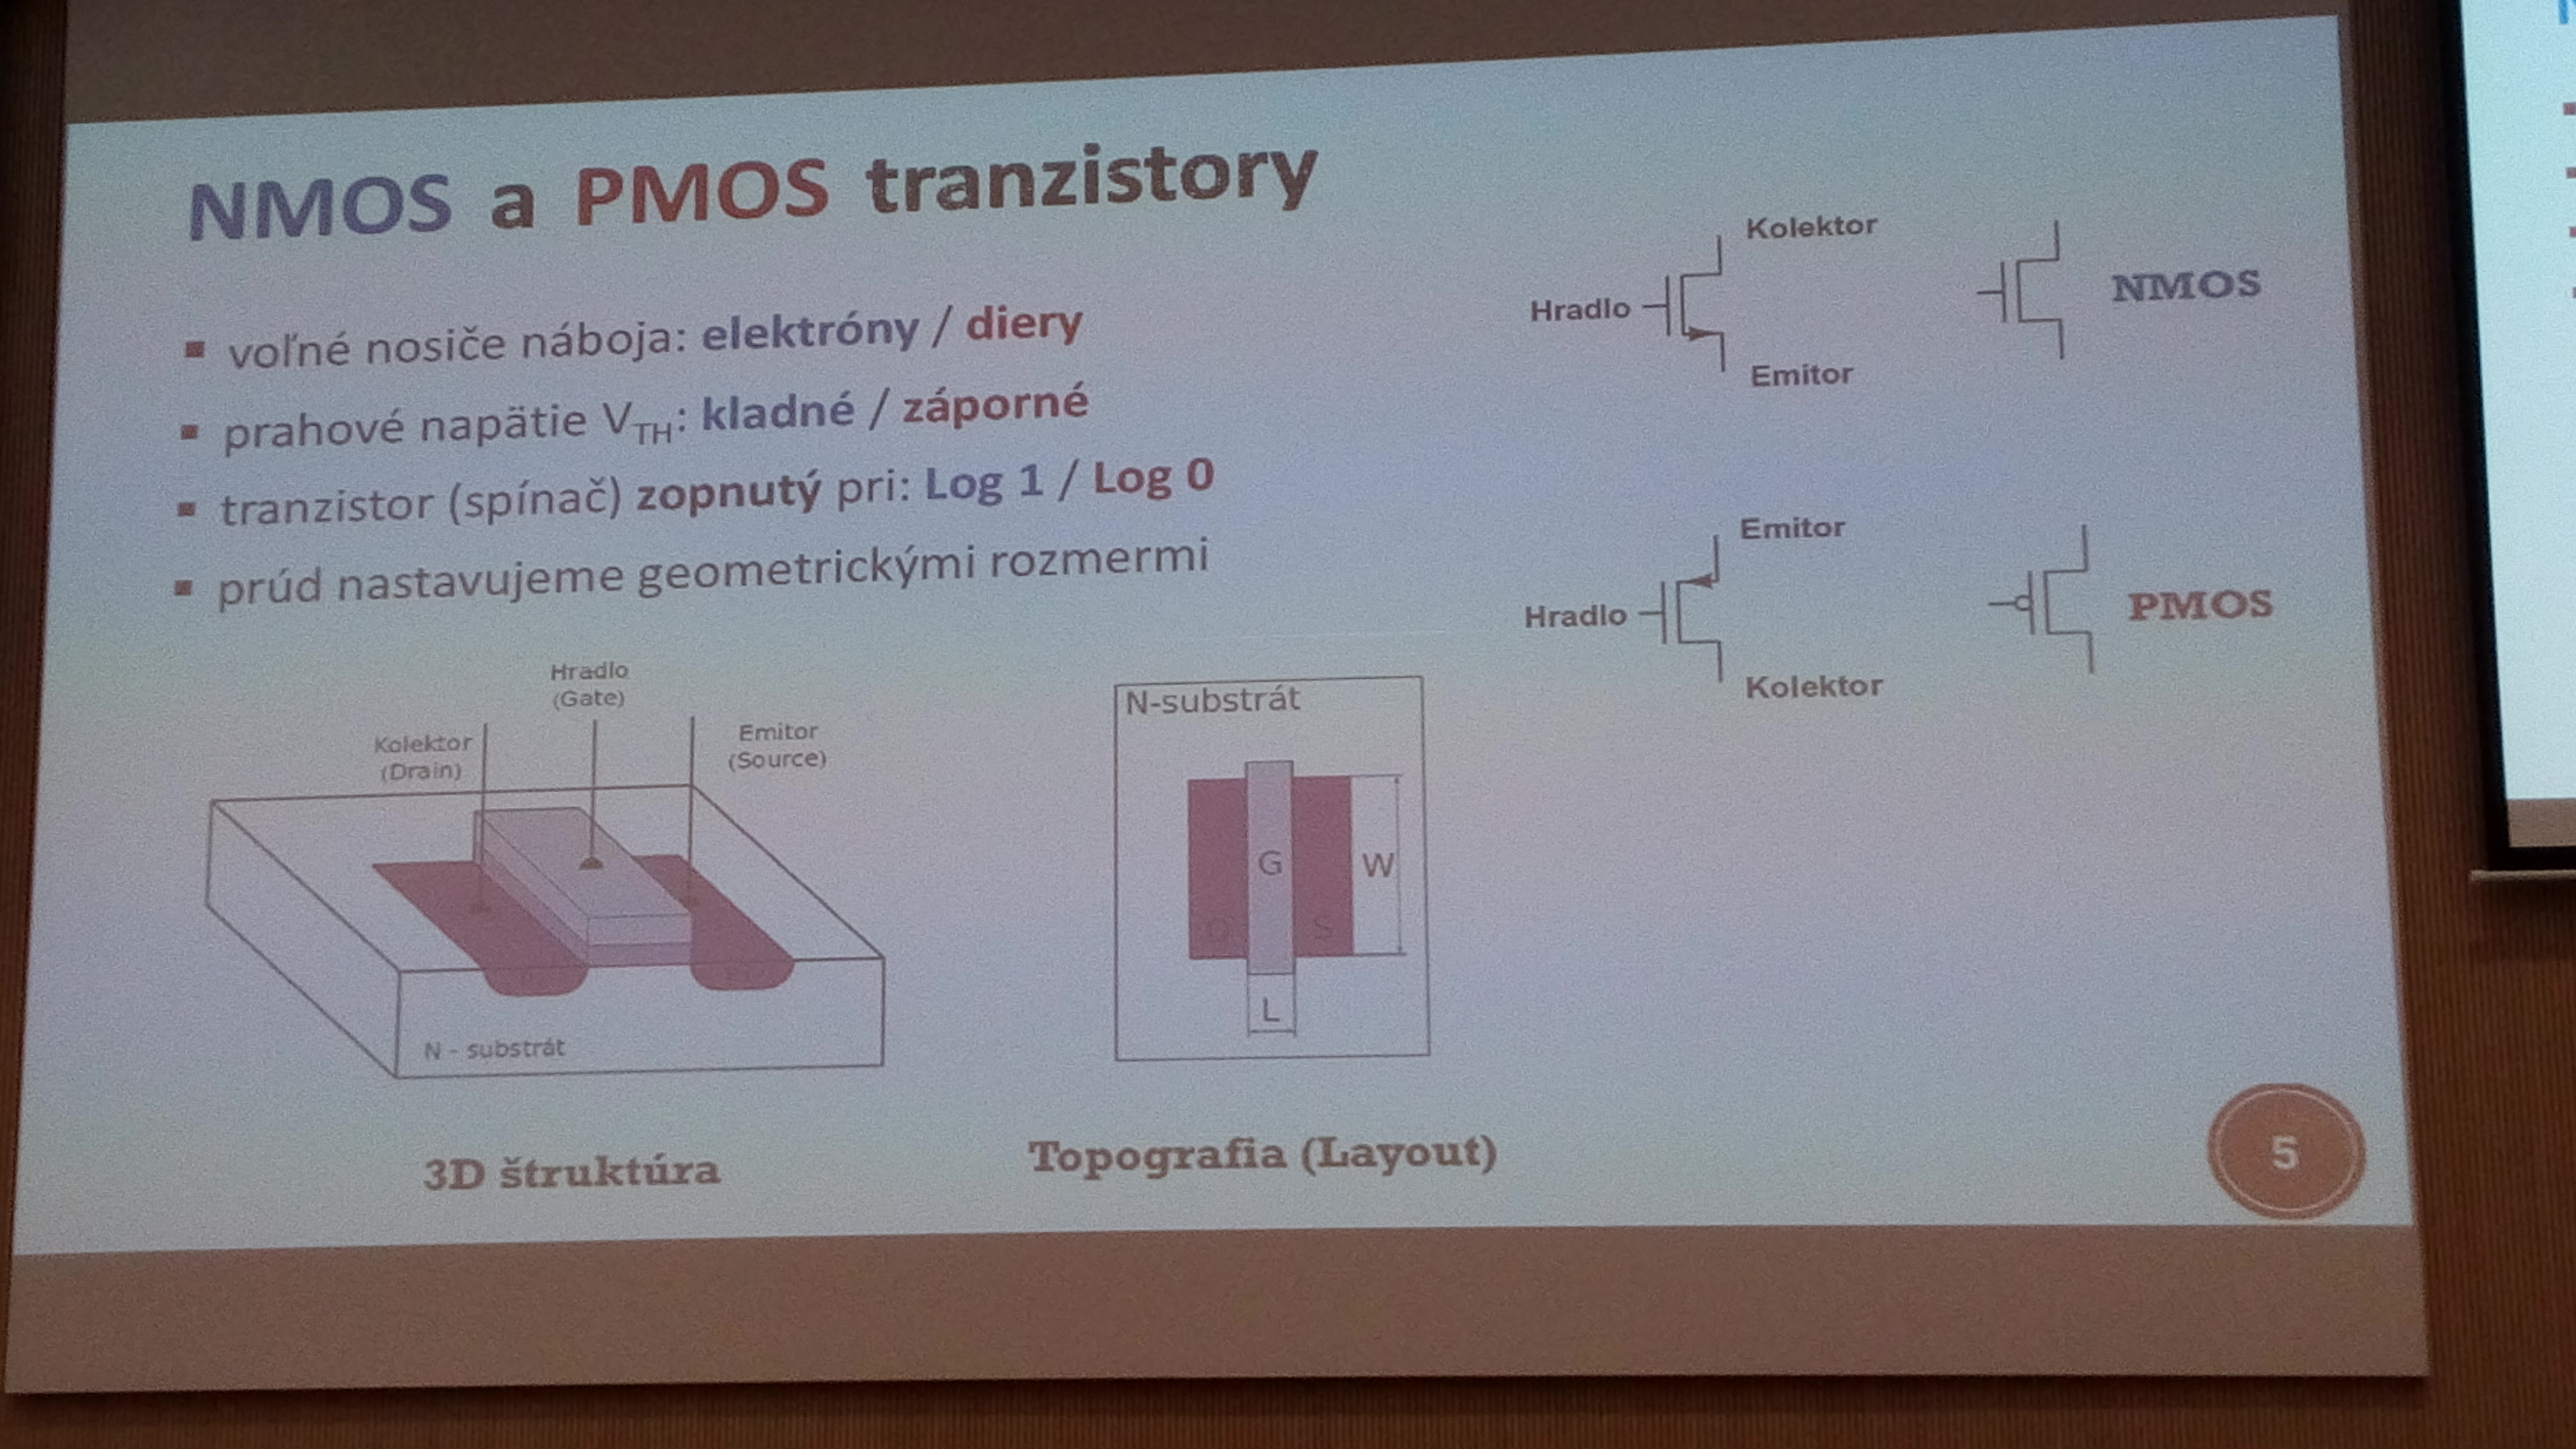 NMOS a PMOS tranzistory
▪ voľné nosiče náboja: elektróny / diery
▪ prahové napätie VTH: kladné / záporné
▪ tranzistor (spínač) zopnutý pri: Log 1 / Log 0
▪ prúd nastavujeme geometrickými rozmermi
Kolektor
Hradlo
Emitor
NMOS
Emitor
Hradlo
Kolektor
PMOS
Hradlo
(Gate)
Kolektor
(Drain)
Emitor
(Source)
N - substrát
3D štruktúra
N-substrát
G
W
D
S
L
Topografia (Layout)
5